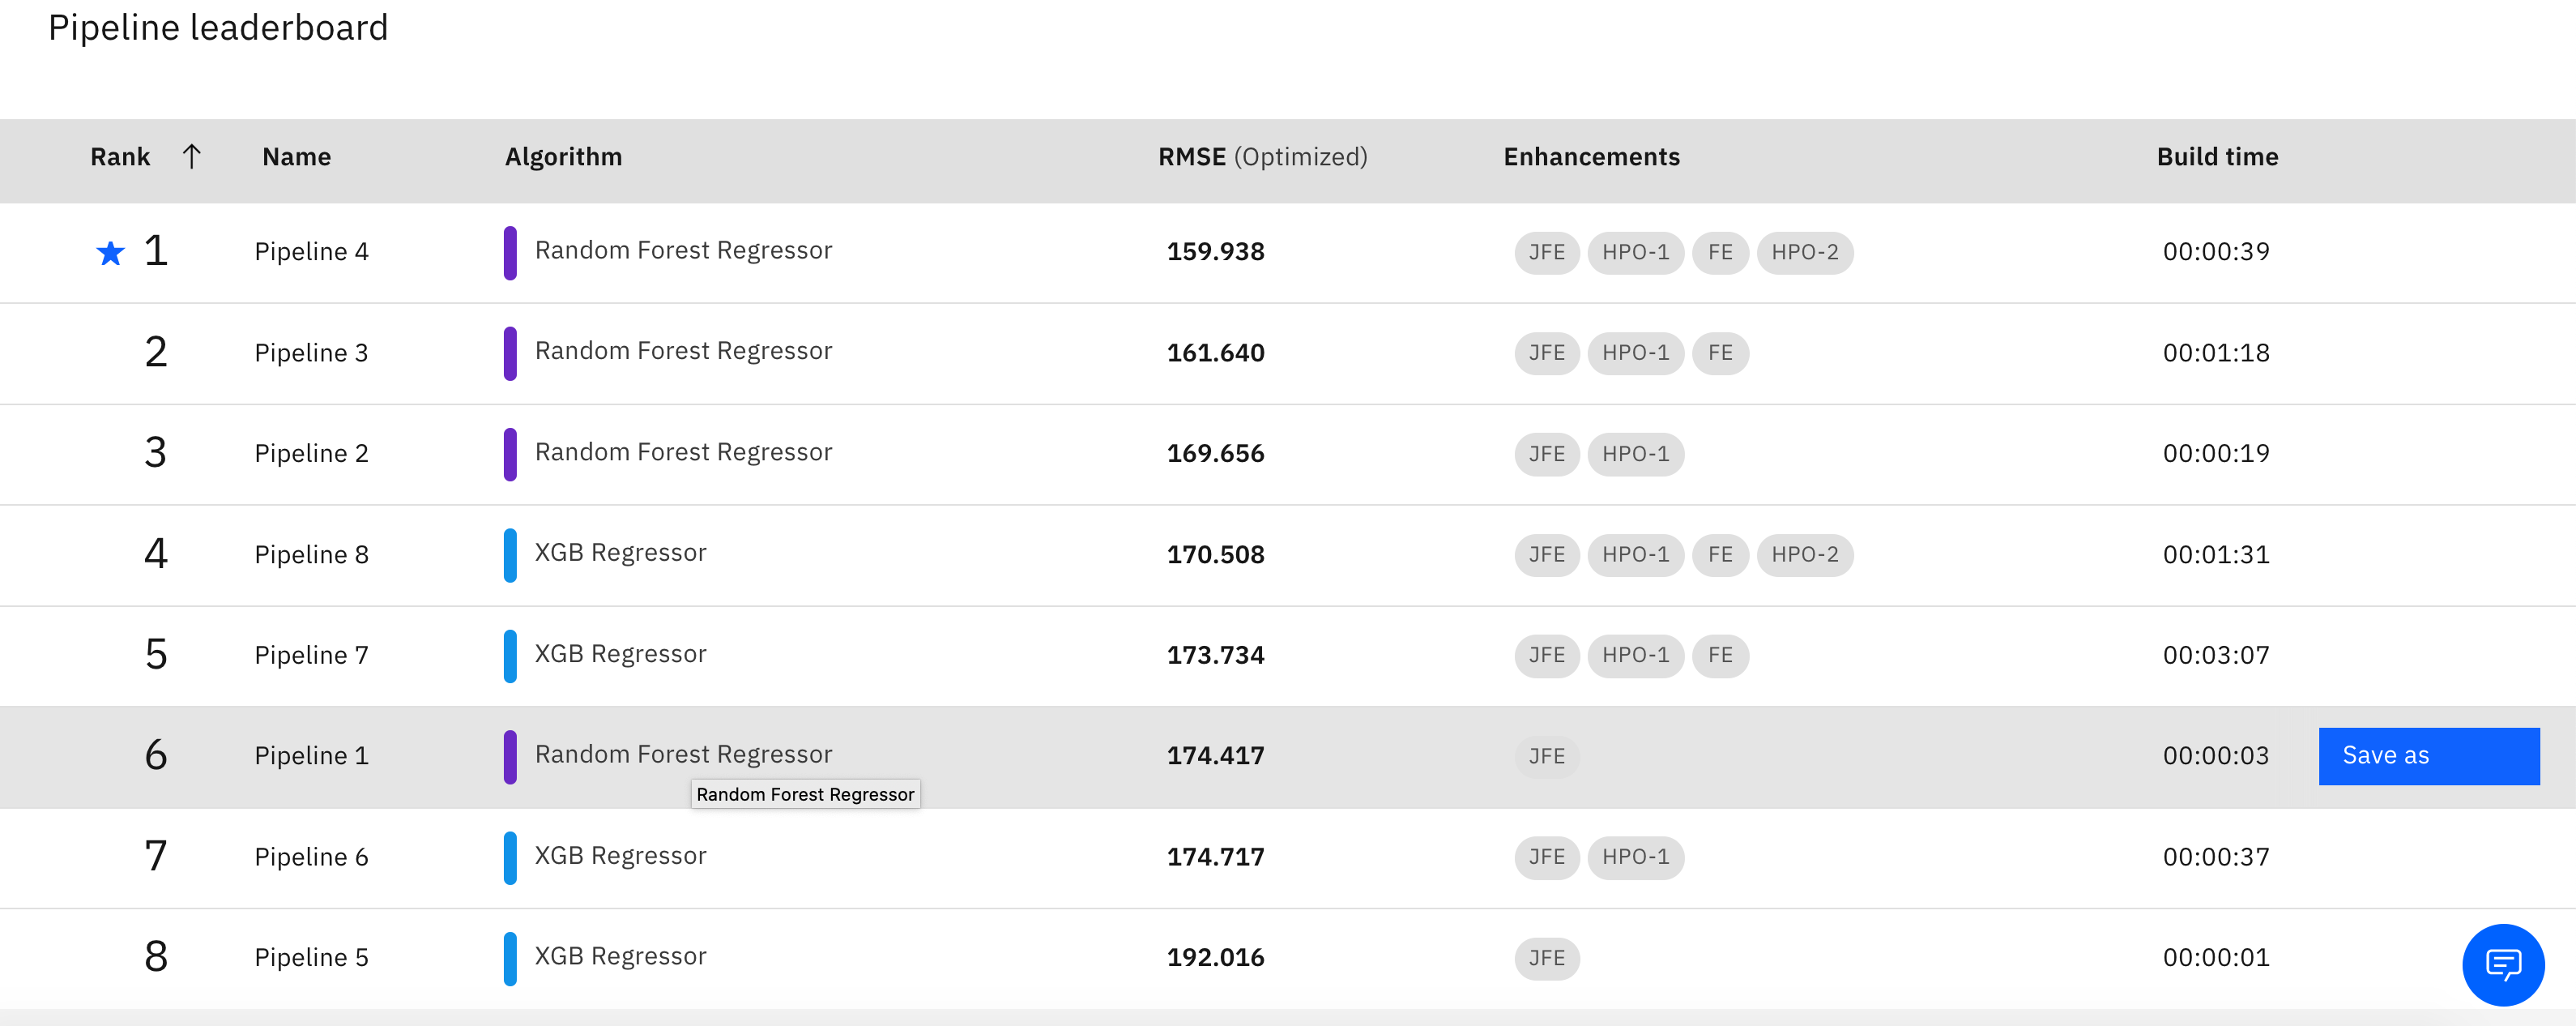 Pipeline leaderboard
Rank ↑ Name Algorithm RMSE (Optimized) Enhancements Build time
★ 1 Pipeline 4 Random Forest Regressor 159.938 JFE HPO-1 FE HPO-2 00:00:39
2 Pipeline 3 Random Forest Regressor 161.640 JFE HPO-1 FE 00:01:18
3 Pipeline 2 Random Forest Regressor 169.656 JFE HPO-1 00:00:19
4 Pipeline 8 XGB Regressor 170.508 JFE HPO-1 FE HPO-2 00:01:31
5 Pipeline 7 XGB Regressor 173.734 JFE HPO-1 FE 00:03:07
6 Pipeline 1 Random Forest Regressor 174.417 JFE 00:00:03 Save as
Random Forest Regressor
7 Pipeline 6 XGB Regressor 174.717 JFE HPO-1 00:00:37
8 Pipeline 5 XGB Regressor 192.016 JFE 00:00:01